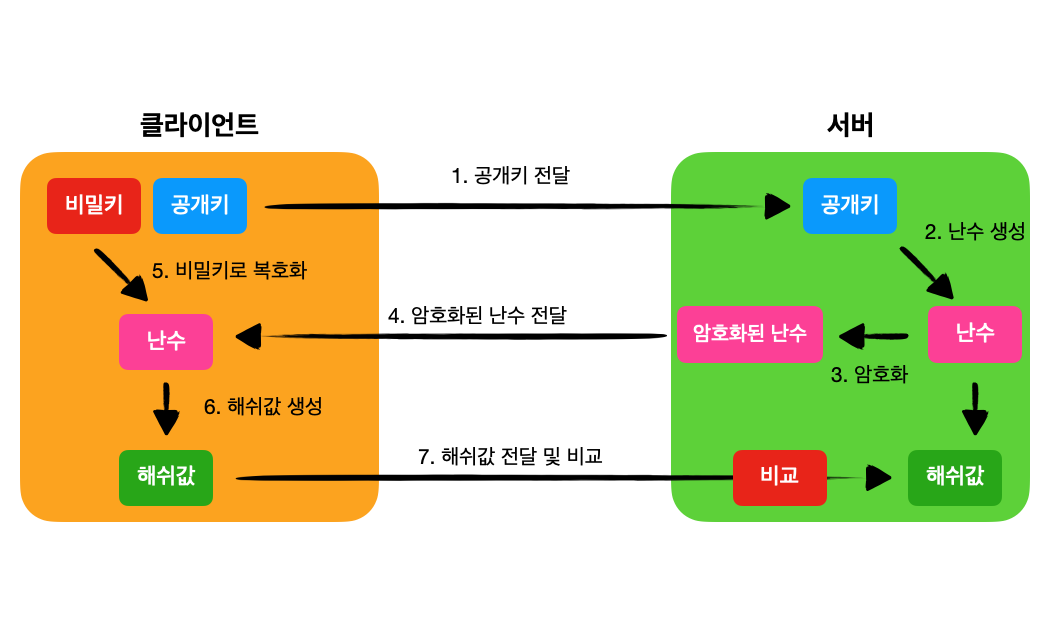 클라이언트
서버
비밀키
공개키
1. 공개키 전달
공개키
2. 난수 생성
5. 비밀키로 복호화
난수
4. 암호화된 난수 전달
암호화된 난수
난수
3. 암호화
6. 해쉬값 생성
해쉬값
7. 해쉬값 전달 및 비교
비교
해쉬값